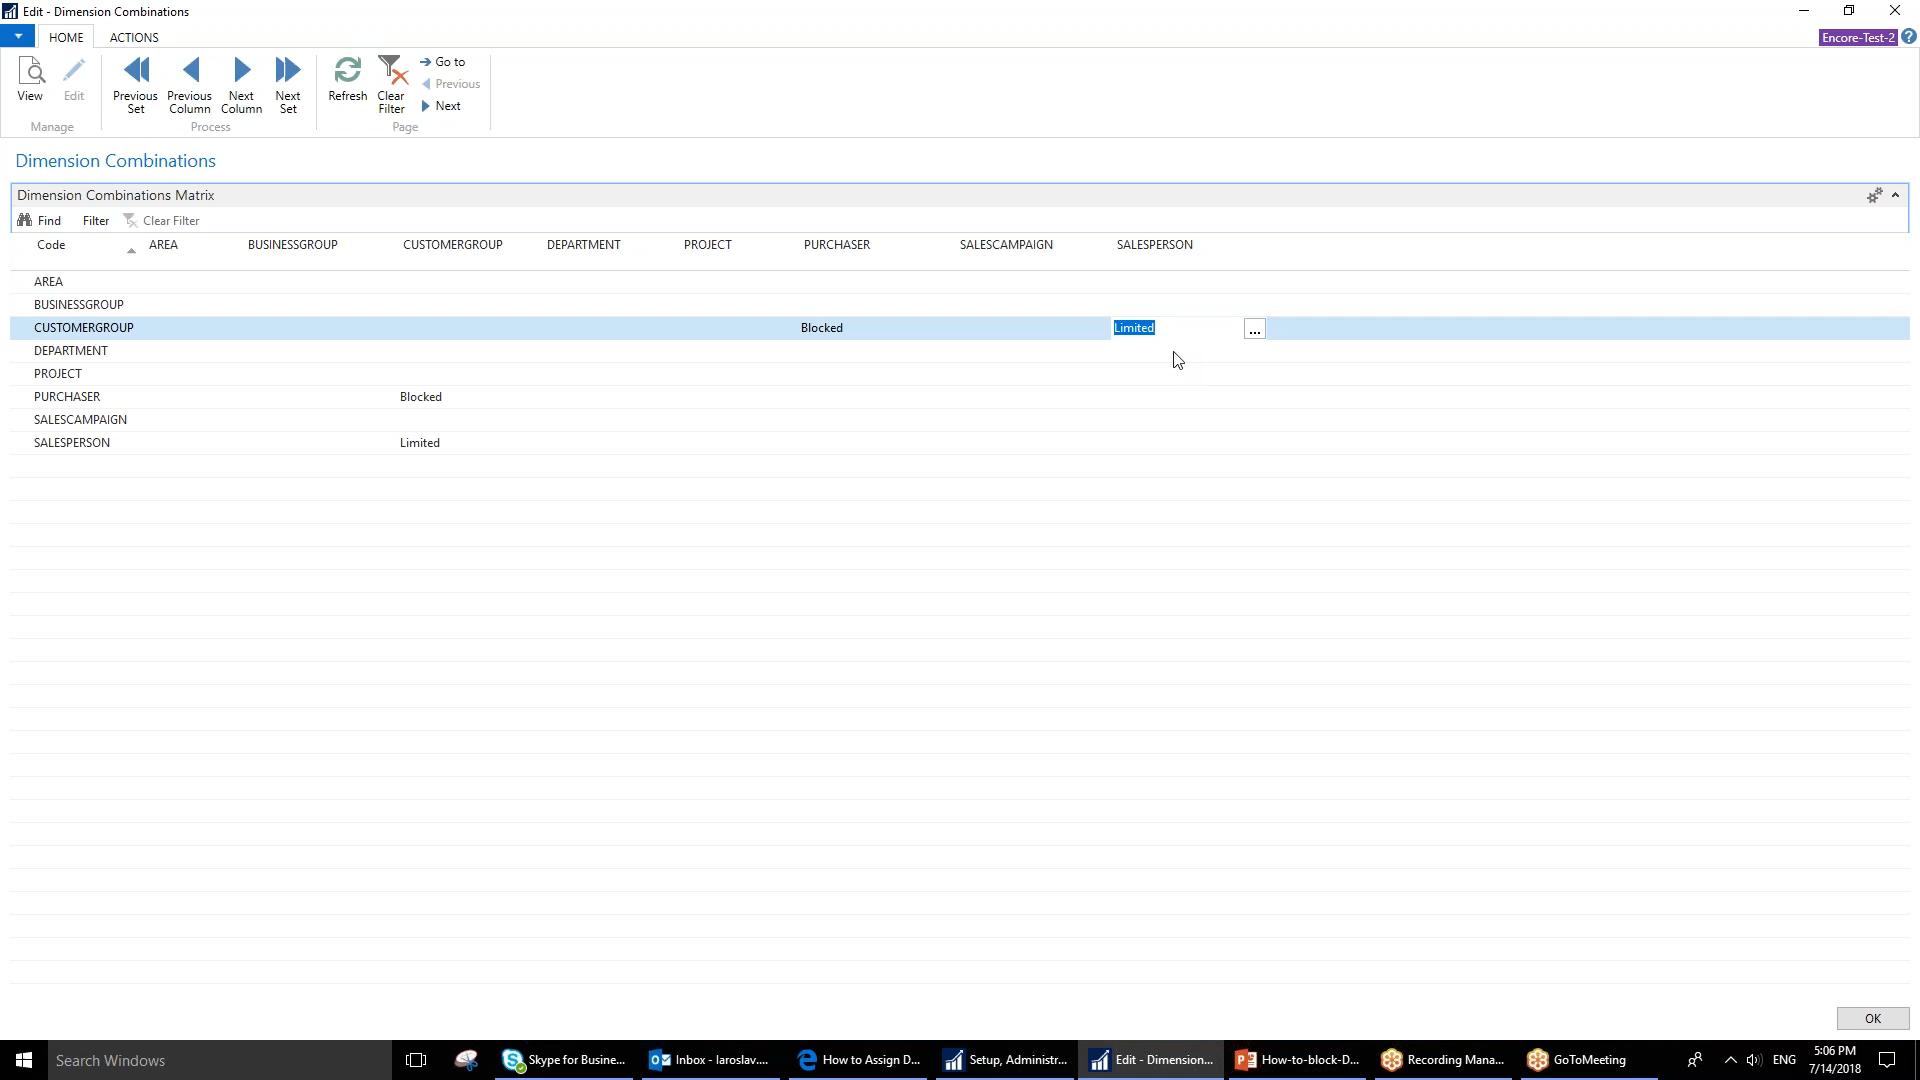 Edit - Dimension Combinations
HOME ACTIONS Encore-Test-2 ?
View Edit Previous Set Previous Column Next Column Next Set Refresh Clear Filter Go to Previous Next
Manage Process Page
Dimension Combinations
Dimension Combinations Matrix
Find Filter Clear Filter
Code AREA BUSINESSGROUP CUSTOMERGROUP DEPARTMENT PROJECT PURCHASER SALESCAMPAIGN SALESPERSON
AREA
BUSINESSGROUP
CUSTOMERGROUP Blocked Limited ...
DEPARTMENT
PROJECT
PURCHASER Blocked
SALESCAMPAIGN
SALESPERSON Limited
OK
Search Windows Skype for Busine... Inbox - Iaroslav.... How to Assign D... Setup, Administr... Edit - Dimension... How-to-block-D... Recording Mana... GoToMeeting ENG 5:06 PM
7/14/2018